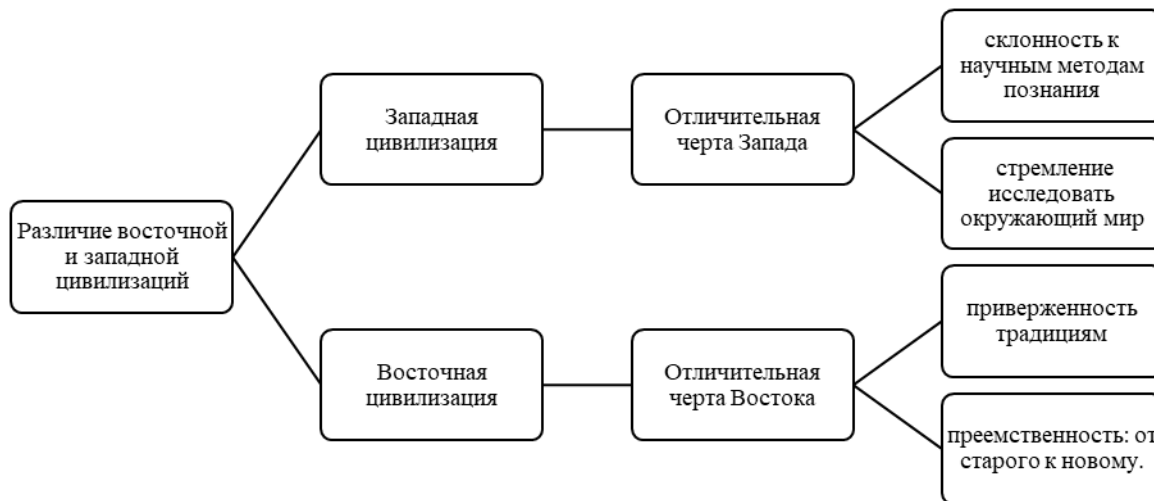 Различие восточной
и западной
цивилизаций
Западная
цивилизация
Отличительная
черта Запада
склонность к
научным методам
познания
стремление
исследовать
окружающий мир
Восточная
цивилизация
Отличительная
черта Востока
приверженность
традициям
преемственность: от
старого к новому.